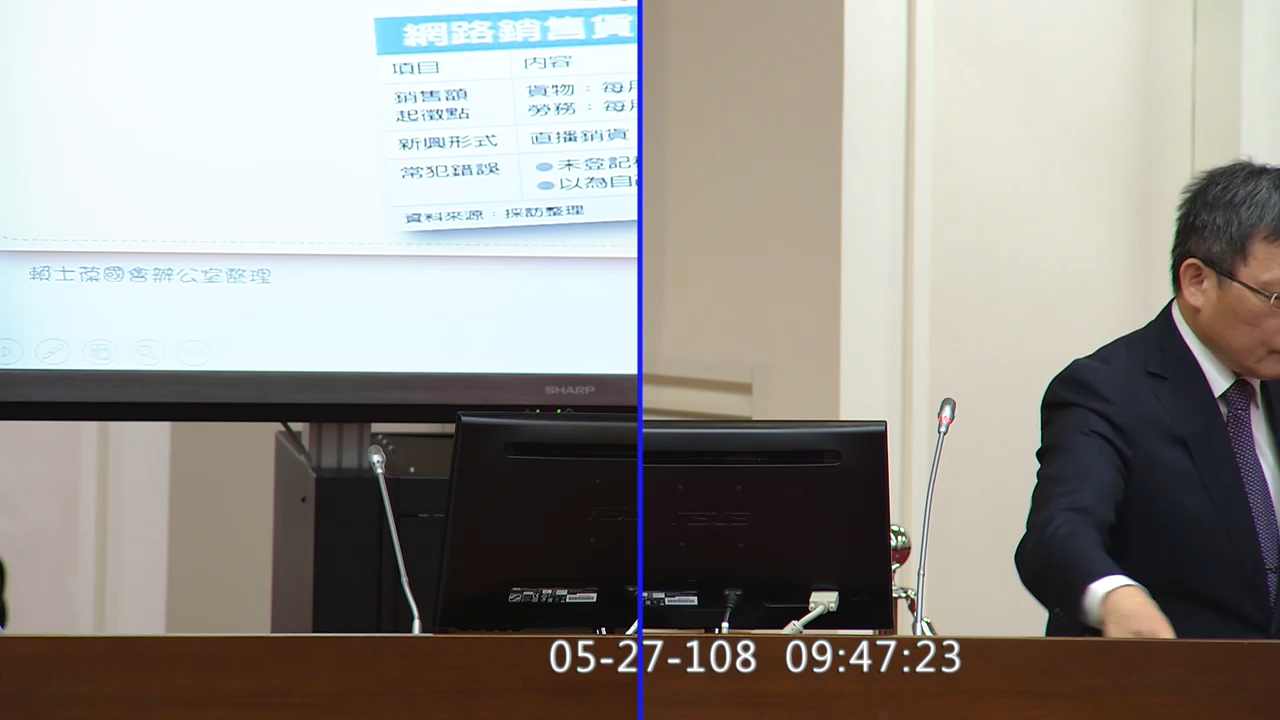 網路銷售貨
項目 內容
銷售額 貨物：每月
起徵點 勞務：每月
新興形式 直播銷貨
常犯錯誤 ●未登記
●以為自
資料來源：採訪整理
賴士葆國會辦公室整理
SHARP
ASUS
05-27-108 09:47:23